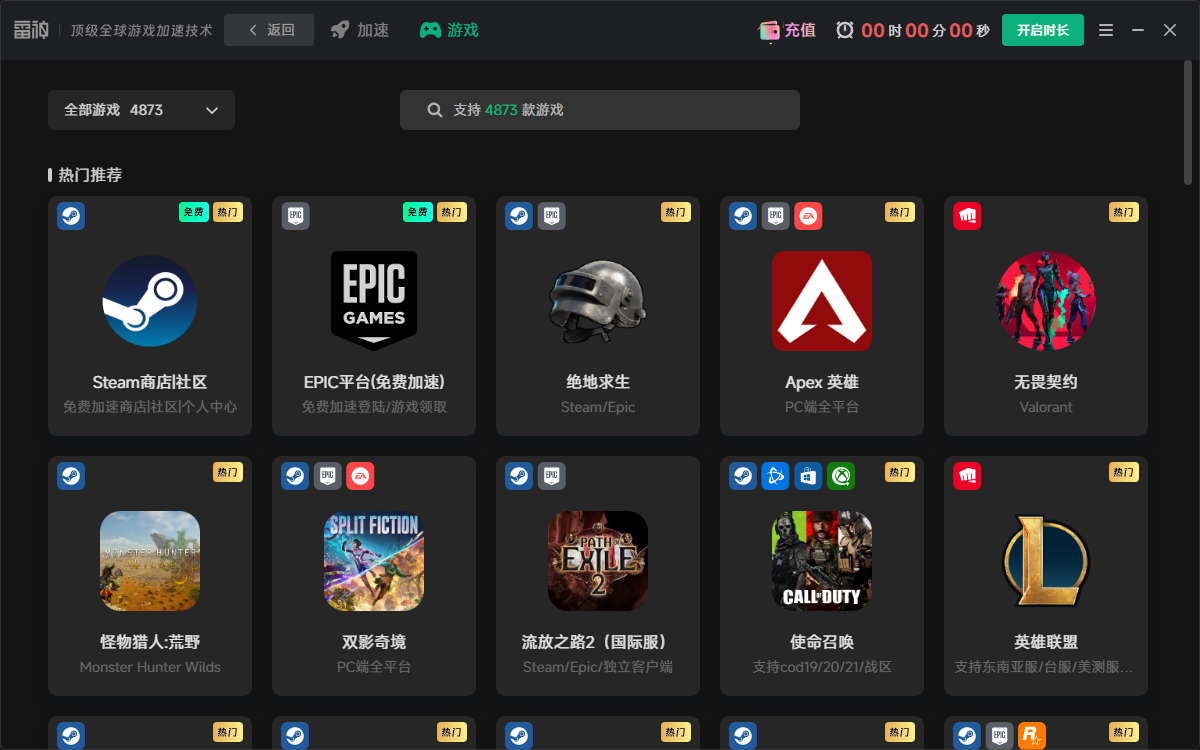 雷神 顶级全球游戏加速技术 返回 加速 游戏 充值 00时00分00秒 开启时长
全部游戏 4873 支持 4873 款游戏
热门推荐
免费 热门 EPIC 免费 热门 EPIC 热门 EPIC EA 热门 热门
EPIC
GAMES
Steam商店|社区 EPIC平台(免费加速) 绝地求生 Apex 英雄 无畏契约
免费加速商店|社区|个人中心 免费加速登陆/游戏领取 Steam/Epic PC端全平台 Valorant
热门 EPIC EA EPIC 热门 热门
SPLIT FICTION
MONSTER HUNTER
WILDS
PATH OF
EXILE
2
CALL OF DUTY
L
怪物猎人:荒野 双影奇境 流放之路2（国际服） 使命召唤 英雄联盟
Monster Hunter Wilds PC端全平台 Steam/Epic/独立客户端 支持cod19/20/21/战区 支持东南亚服/台服/美测服…
热门 热门 热门 热门 EPIC R 热门